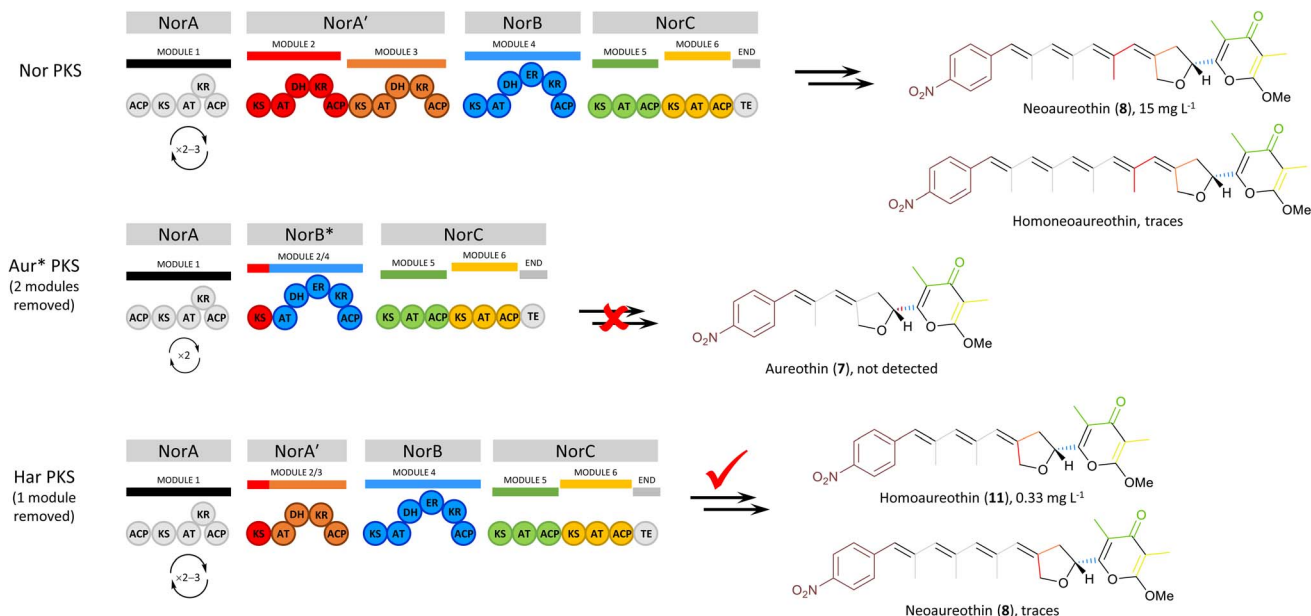 NorA NorA’ NorB NorC
MODULE 1 MODULE 2 MODULE 3 MODULE 4 MODULE 5 MODULE 6 END
Nor PKS
KR DH KR DH KR DH ER KR
ACP KS AT ACP KS AT ACP KS AT ACP KS AT ACP KS AT ACP KS AT ACP TE
×2–3
O2N O H O OMe O
Neoaureothin (8), 15 mg L-1
O2N O H O OMe O
Homoneoaureothin, traces
NorA NorB* NorC
MODULE 1 MODULE 2/4 MODULE 5 MODULE 6 END
Aur* PKS
(2 modules
removed)
KR DH ER KR
ACP KS AT ACP KS AT ACP KS AT ACP KS AT ACP TE
×2
O2N O H O OMe O
Aureothin (7), not detected
NorA NorA’ NorB NorC
MODULE 1 MODULE 2/3 MODULE 4 MODULE 5 MODULE 6 END
Har PKS
(1 module
removed)
KR DH KR DH ER KR
ACP KS AT ACP KS AT ACP KS AT ACP KS AT ACP KS AT ACP TE
×2–3
O2N O H O OMe O
Homoaureothin (11), 0.33 mg L-1
O2N O H O OMe O
Neoaureothin (8), traces